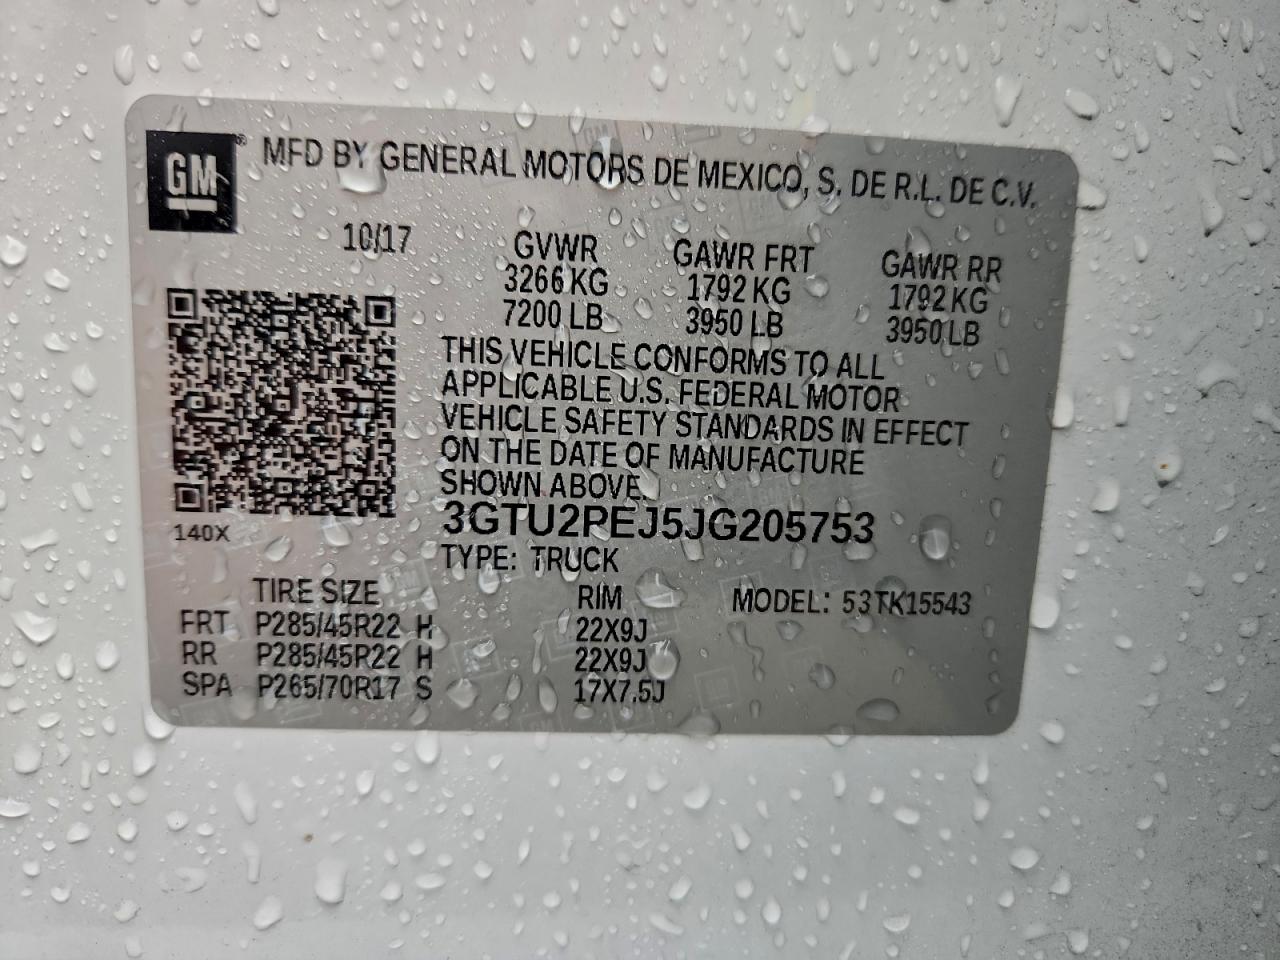 GM ® MFD BY GENERAL MOTORS DE MEXICO, S. DE R.L. DE C.V.
10/17 GVWR GAWR FRT GAWR RR
3266 KG 1792 KG 1792 KG
7200 LB 3950 LB 3950 LB
THIS VEHICLE CONFORMS TO ALL
APPLICABLE U.S. FEDERAL MOTOR
VEHICLE SAFETY STANDARDS IN EFFECT
ON THE DATE OF MANUFACTURE
SHOWN ABOVE.
140X 3GTU2PEJ5JG205753
TYPE: TRUCK
TIRE SIZE RIM MODEL: 53TK15543
FRT P285/45R22 H 22X9J
RR P285/45R22 H 22X9J
SPA P265/70R17 S 17X7.5J